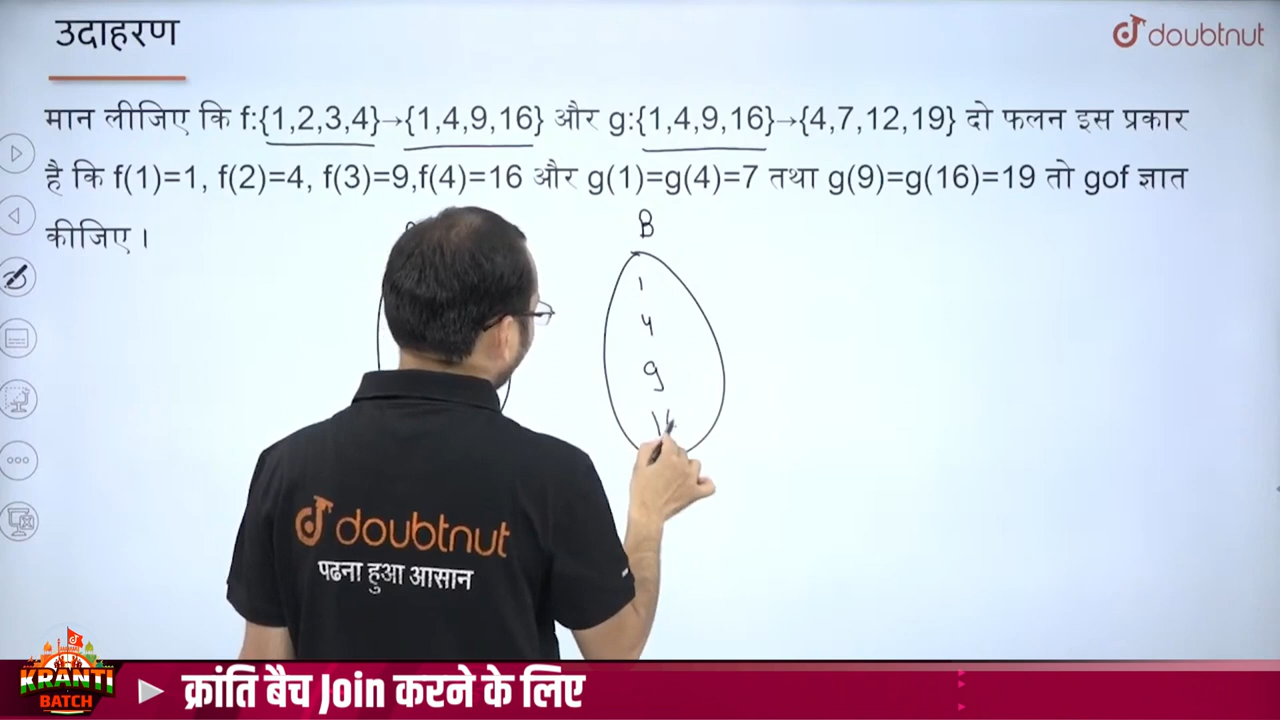 उदाहरण
doubtnut
मान लीजिए कि f:{1,2,3,4}→{1,4,9,16} और g:{1,4,9,16}→{4,7,12,19} दो फलन इस प्रकार
है कि f(1)=1, f(2)=4, f(3)=9,f(4)=16 और g(1)=g(4)=7 तथा g(9)=g(16)=19 तो gof ज्ञात
कीजिए ।
B
1
4
9
doubtnut
पढना हुआ आसान
KRANTI
BATCH
क्रांति बैच Join करने के लिए